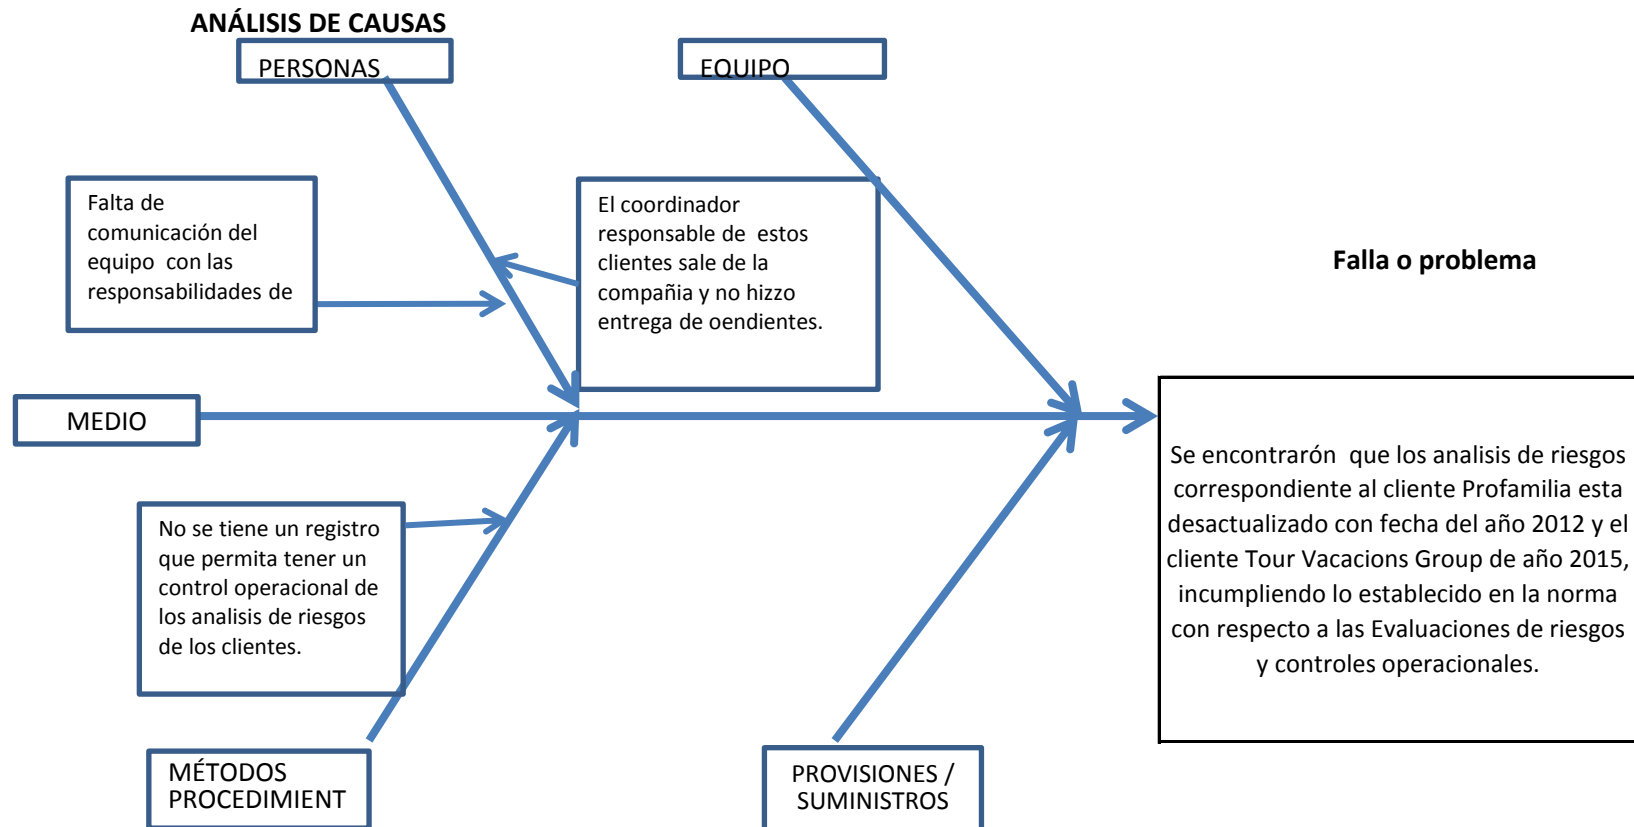 ANÁLISIS DE CAUSAS
PERSONAS
EQUIPO
Falta de
comunicación del
equipo con las
responsabilidades de
El coordinador
responsable de estos
clientes sale de la
compañia y no hizzo
entrega de oendientes.
Falla o problema
MEDIO
Se encontrarón que los analisis de riesgos
correspondiente al cliente Profamilia esta
desactualizado con fecha del año 2012 y el
cliente Tour Vacacions Group de año 2015,
incumpliendo lo establecido en la norma
con respecto a las Evaluaciones de riesgos
y controles operacionales.
No se tiene un registro
que permita tener un
control operacional de
los analisis de riesgos
de los clientes.
MÉTODOS
PROCEDIMIENT
PROVISIONES /
SUMINISTROS